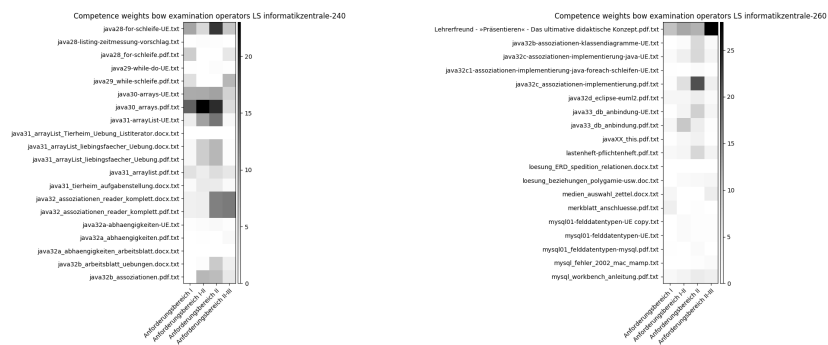 Competence weights bow examination operators LS informatikzentrale-240
java28-for-schleife-UE.txt
java28-listing-zeitmessung-vorschlag.txt
java28_for-schleife.pdf.txt
java29-while-do-UE.txt
java29_while-schleife.pdf.txt
java30-arrays-UE.txt
java30_arrays.pdf.txt
java31-arrayList-UE.txt
java31_arrayList_Tierheim_Uebung_ListIterator.docx.txt
java31_arrayList_liebingsfaecher_Uebung.docx.txt
java31_arrayList_liebingsfaecher_Uebung.pdf.txt
java31_arraylist.pdf.txt
java31_tierheim_aufgabenstellung.docx.txt
java32_assoziationen_reader_komplett.docx.txt
java32_assoziationen_reader_komplett.pdf.txt
java32a-abhaengigkeiten-UE.txt
java32a_abhaengigkeiten.pdf.txt
java32a_abhaengigkeiten_arbeitsblatt.docx.txt
java32b_arbeitsblatt_uebungen.docx.txt
java32b_assoziationen.pdf.txt
Anforderungsbereich I
Anforderungsbereich I-II
Anforderungsbereich II
Anforderungsbereich II-III
20
15
10
5
0
Competence weights bow examination operators LS informatikzentrale-260
Lehrerfreund - »Präsentieren« - Das ultimative didaktische Konzept.pdf.txt
java32b-assoziationen-klassendiagramme-UE.txt
java32c-assoziationen-implementierung-java-UE.txt
java32c1-assoziationen-implementierung-java-foreach-schleifen-UE.txt
java32c_assoziationen_implementierung.pdf.txt
java32d_eclipse-euml2.pdf.txt
java33_db_anbindung-UE.txt
java33_db_anbindung.pdf.txt
javaXX_this.pdf.txt
lastenheft-pflichtenheft.pdf.txt
loesung_ERD_spedition_relationen.docx.txt
loesung_beziehungen_polygamie-usw.doc.txt
medien_auswahl_zettel.docx.txt
merkblatt_anschluesse.pdf.txt
mysql01-felddatentypen-UE copy.txt
mysql01-felddatentypen-UE.txt
mysql01_felddatentypen-mysql.pdf.txt
mysql_fehler_2002_mac_mamp.txt
mysql_workbench_anleitung.pdf.txt
Anforderungsbereich I
Anforderungsbereich I-II
Anforderungsbereich II
Anforderungsbereich II-III
25
20
15
10
5
0